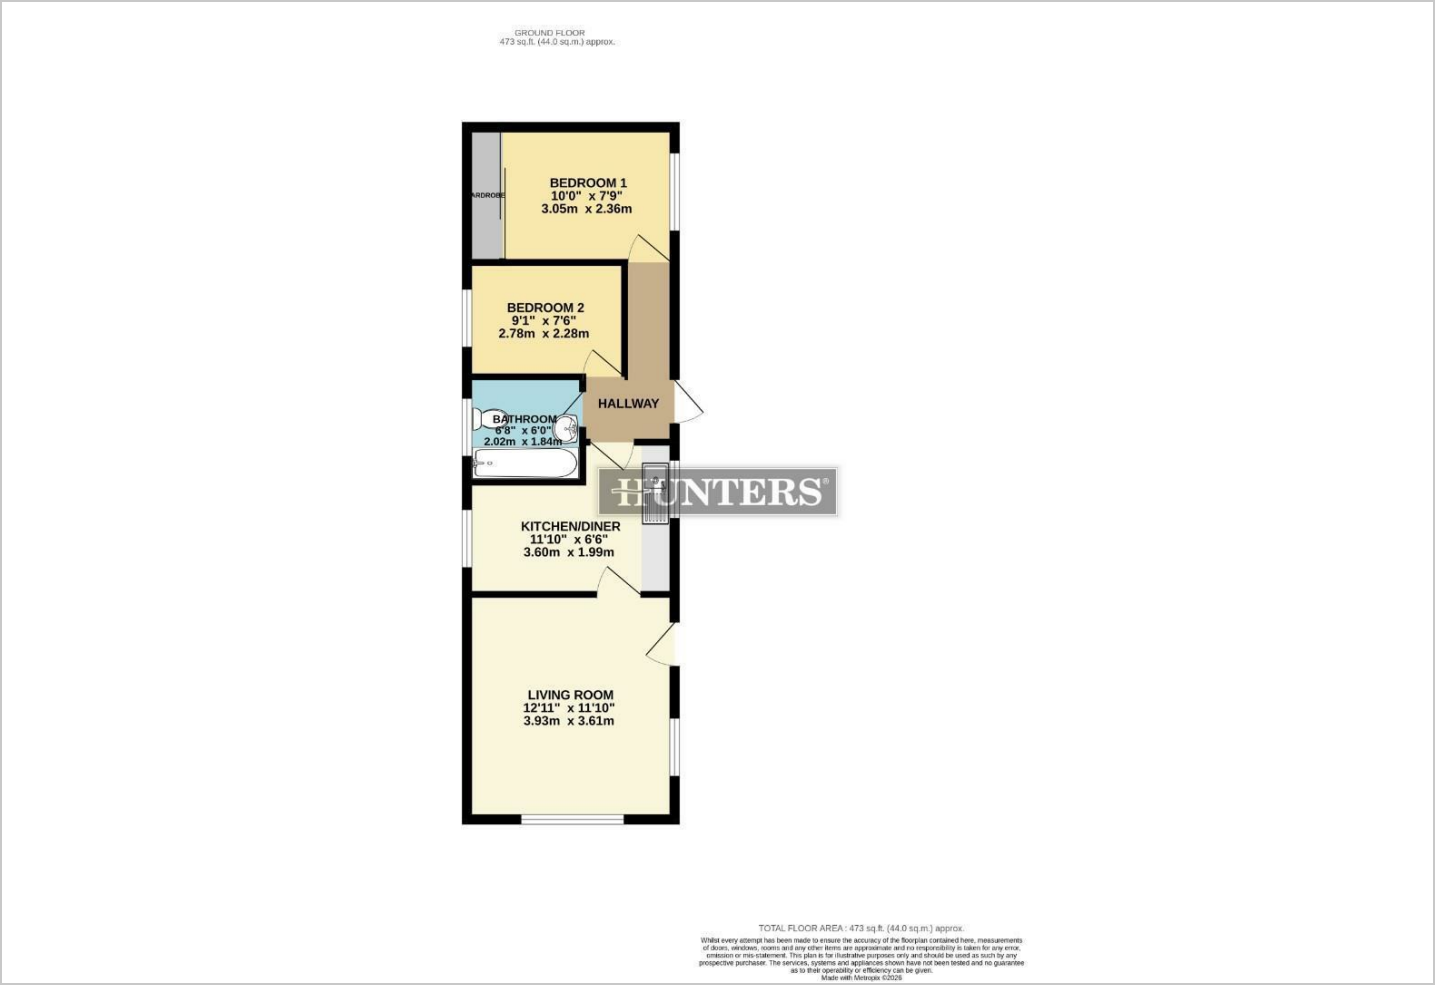 GROUND FLOOR
473 sq.ft. (44.0 sq.m.) approx.
BEDROOM 1
10'0" x 7'9"
3.05m x 2.36m
ARDROBE
BEDROOM 2
9'1" x 7'6"
2.78m x 2.28m
HALLWAY
BATHROOM
6'8" x 6'0"
2.02m x 1.84m
HUNTERS®
KITCHEN/DINER
11'10" x 6'6"
3.60m x 1.99m
LIVING ROOM
12'11" x 11'10"
3.93m x 3.61m
TOTAL FLOOR AREA : 473 sq.ft. (44.0 sq.m.) approx.
Whilst every attempt has been made to ensure the accuracy of the floorplan contained here, measurements
of doors, windows, rooms and any other items are approximate and no responsibility is taken for any error,
omission or mis-statement. This plan is for illustrative purposes only and should be used as such by any
prospective purchaser. The services, systems and appliances shown have not been tested and no guarantee
as to their operability or efficiency can be given.
Made with Metropix ©2026